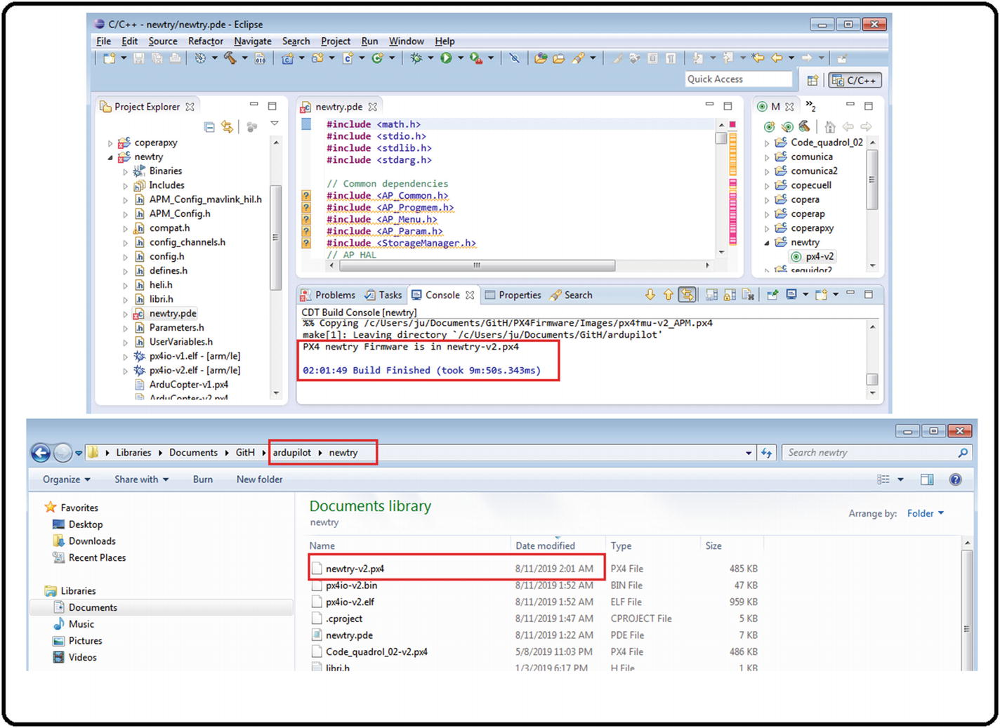 C/C++ - newtry/newtry.pde - Eclipse
File Edit Source Refactor Navigate Search Project Run Window Help
Quick Access
C/C++
Project Explorer
coperapxy
newtry
Binaries
Includes
APM_Config_mavlink_hil.h
APM_Config.h
compat.h
config_channels.h
config.h
defines.h
heli.h
libri.h
newtry.pde
Parameters.h
UserVariables.h
px4io-v1.elf - [arm/le]
px4io-v2.elf - [arm/le]
ArduCopter-v1.px4
ArduCopter-v2.px4
newtry.pde
#include <math.h>
#include <stdio.h>
#include <stdlib.h>
#include <stdarg.h>
// Common dependencies
#include <AP_Common.h>
#include <AP_Progmem.h>
#include <AP_Menu.h>
#include <AP_Param.h>
#include <StorageManager.h>
// AP HAL
M
»2
Code_quadrol_02
comunica
comunica2
copecuell
copera
coperap
coperapxy
newtry
px4-v2
seguidor2
Problems Tasks Console Properties Search
CDT Build Console [newtry]
%% Copying /c/Users/ju/Documents/GitH/PX4Firmware/Images/px4fmu-v2_APM.px4
make[1]: Leaving directory `/c/Users/ju/Documents/GitH/ardupilot'
PX4 newtry Firmware is in newtry-v2.px4
02:01:49 Build Finished (took 9m:50s.343ms)
Libraries Documents GitH ardupilot newtry
Search newtry
Organize Share with Burn New folder
Favorites
Desktop
Downloads
Recent Places
Libraries
Documents
Music
Pictures
Videos
Documents library
newtry
Arrange by: Folder
Name Date modified Type Size
newtry-v2.px4 8/11/2019 2:01 AM PX4 File 485 KB
px4io-v2.bin 8/11/2019 1:52 AM BIN File 47 KB
px4io-v2.elf 8/11/2019 1:52 AM ELF File 959 KB
.cproject 8/11/2019 1:47 AM CPROJECT File 5 KB
newtry.pde 8/11/2019 1:22 AM PDE File 7 KB
Code_quadrol_02-v2.px4 5/8/2019 11:03 PM PX4 File 486 KB
libri.h 1/3/2019 6:17 PM H File 1 KB